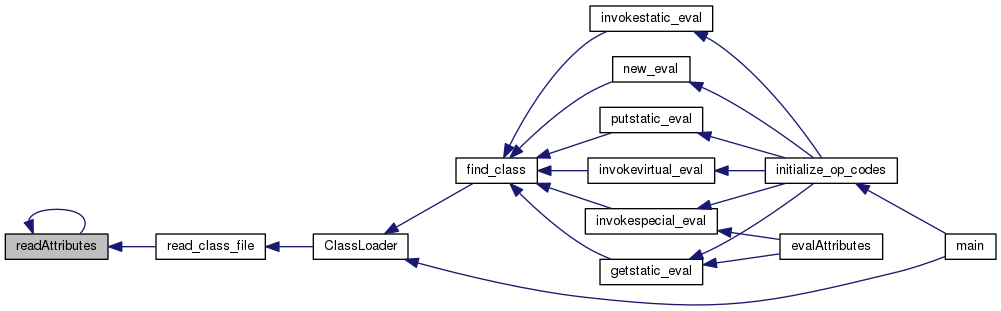 invokestatic_eval
new_eval
putstatic_eval
find_class
invokevirtual_eval
initialize_op_codes
invokespecial_eval
readAttributes
read_class_file
ClassLoader
evalAttributes
main
getstatic_eval